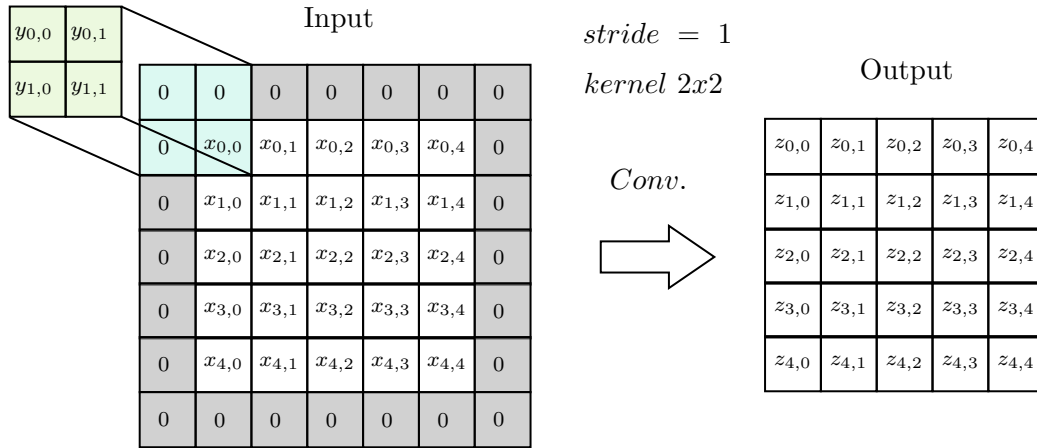 Input
stride = 1
kernel 2x2
Output
Conv.
y0,0 y0,1
y1,0 y1,1
0 0 0 0 0 0 0
0 x0,0 x0,1 x0,2 x0,3 x0,4 0
0 x1,0 x1,1 x1,2 x1,3 x1,4 0
0 x2,0 x2,1 x2,2 x2,3 x2,4 0
0 x3,0 x3,1 x3,2 x3,3 x3,4 0
0 x4,0 x4,1 x4,2 x4,3 x4,4 0
0 0 0 0 0 0 0
z0,0 z0,1 z0,2 z0,3 z0,4
z1,0 z1,1 z1,2 z1,3 z1,4
z2,0 z2,1 z2,2 z2,3 z2,4
z3,0 z3,1 z3,2 z3,3 z3,4
z4,0 z4,1 z4,2 z4,3 z4,4